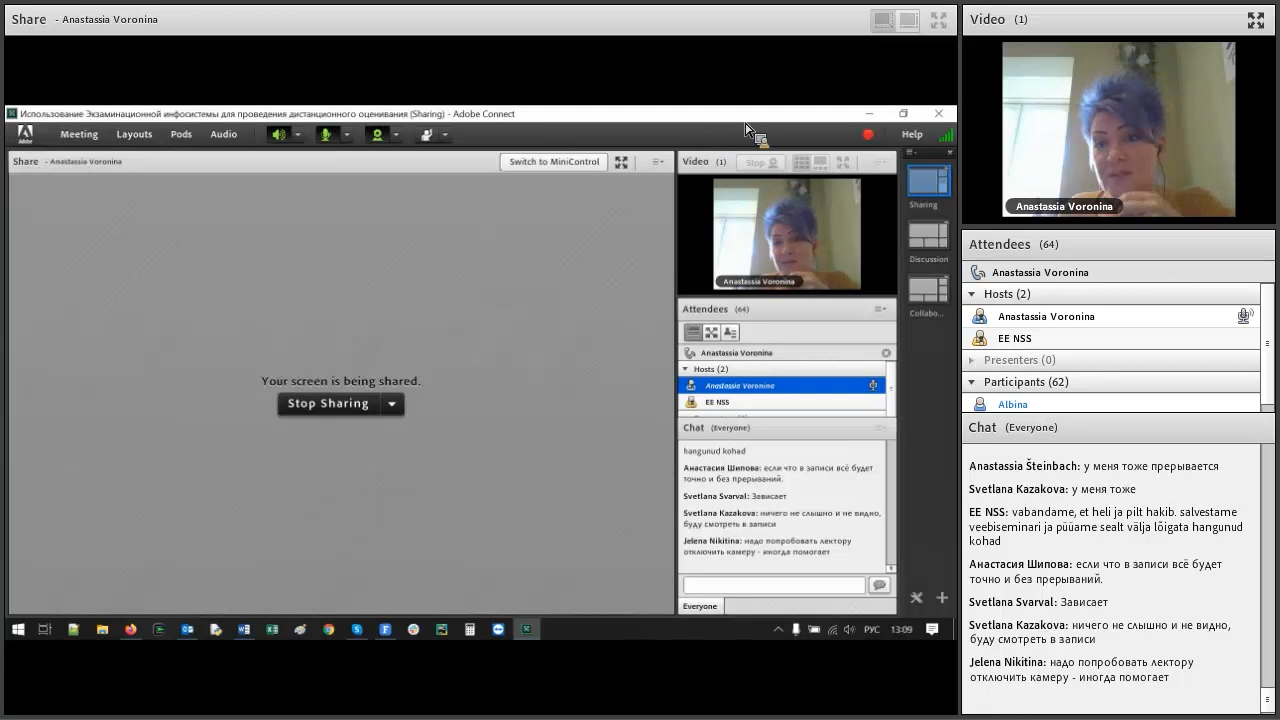 Share - Anastassia Voronina
Использование Экзаменационной инфосистемы для проведения дистанционного оценивания (Sharing) - Adobe Connect
Adobe
Meeting Layouts Pods Audio Help
Share - Anastassia Voronina
Switch to MiniControl
Your screen is being shared.
Stop Sharing
Video (1)
Stop
Anastassia Voronina
Attendees (64)
Anastassia Voronina
Hosts (2)
Anastassia Voronina
EE NSS
Chat (Everyone)
hangunud kohad
Анастасия Шипова: если что в записи всё будет
точно и без прерываний.
Svetlana Svarval: Зависает
Svetlana Kazakova: ничего не слышно и не видно,
буду смотреть в записи
Jelena Nikitina: надо попробовать лектору
отключить камеру - иногда помогает
Everyone
Sharing
Discussion
Collabo...
РУС 13:09
Video (1)
Anastassia Voronina
Attendees (64)
Anastassia Voronina
Hosts (2)
Anastassia Voronina
EE NSS
Presenters (0)
Participants (62)
Albina
Chat (Everyone)
Anastassia Šteinbach: у меня тоже прерывается
Svetlana Kazakova: у меня тоже
EE NSS: vabandame, et heli ja pilt hakib. salvestame
veebiseminari ja püüame sealt välja lõigata hangunud
kohad
Анастасия Шипова: если что в записи всё будет
точно и без прерываний.
Svetlana Svarval: Зависает
Svetlana Kazakova: ничего не слышно и не видно,
буду смотреть в записи
Jelena Nikitina: надо попробовать лектору
отключить камеру - иногда помогает